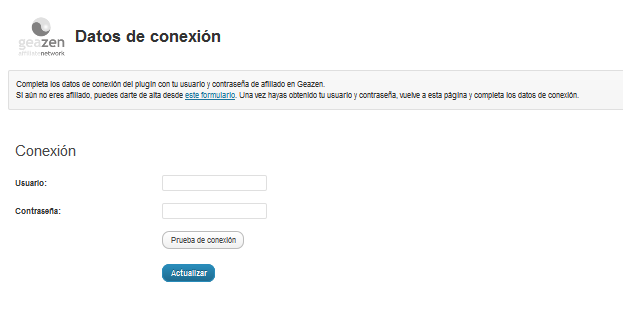 geazen
affiliatenetwork
Datos de conexión
Completa los datos de conexión del plugin con tu usuario y contraseña de afiliado en Geazen.
Si aún no eres afiliado, puedes darte de alta desde este formulario. Una vez hayas obtenido tu usuario y contraseña, vuelve a esta página y completa los datos de conexión.
Conexión
Usuario:
Contraseña:
Prueba de conexión
Actualizar